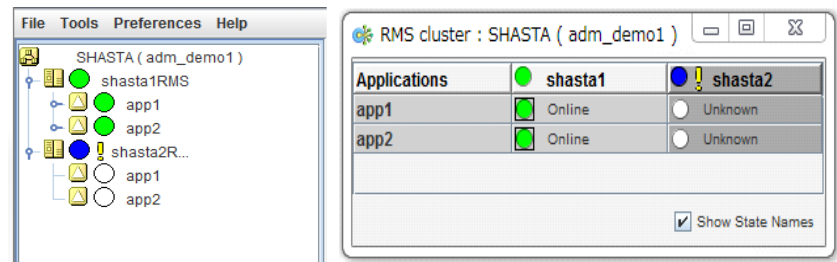 File Tools Preferences Help
SHASTA ( adm_demo1 )
shasta1RMS
app1
app2
shasta2R...
app1
app2
RMS cluster : SHASTA ( adm_demo1 )
Applications shasta1 shasta2
app1 Online Unknown
app2 Online Unknown
Show State Names